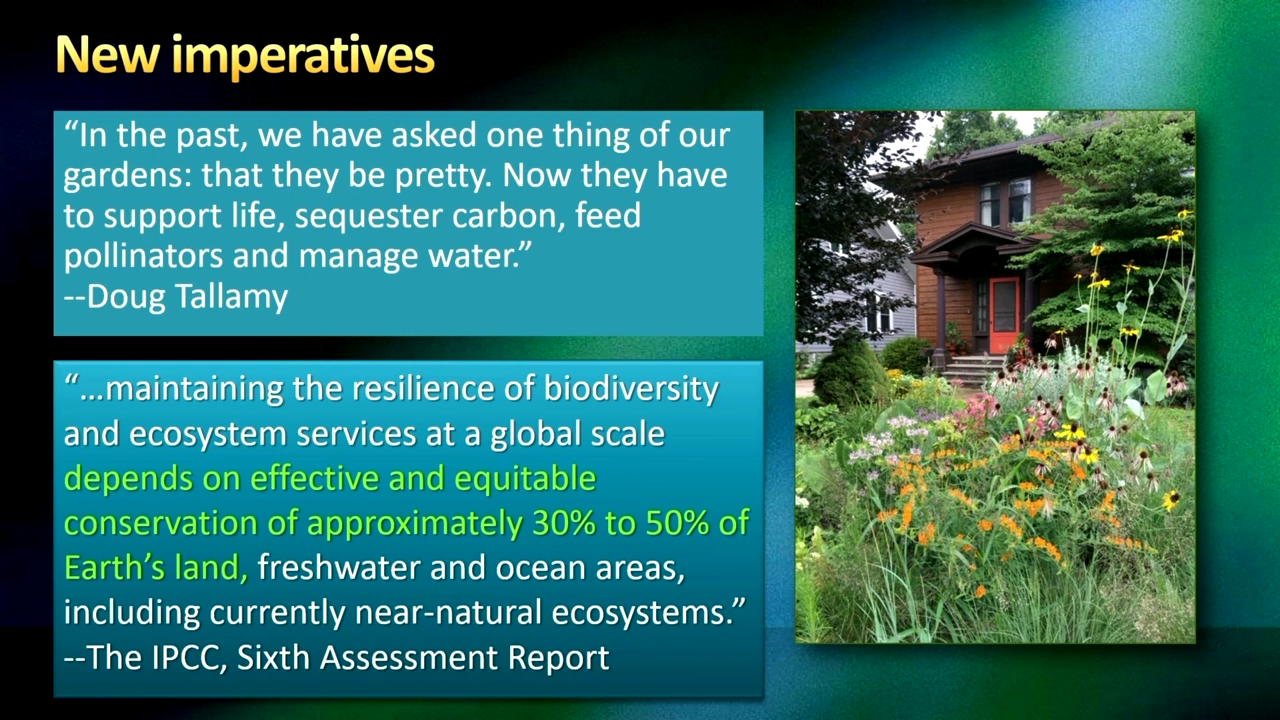 New imperatives
“In the past, we have asked one thing of our
gardens: that they be pretty. Now they have
to support life, sequester carbon, feed
pollinators and manage water.”
--Doug Tallamy
“…maintaining the resilience of biodiversity
and ecosystem services at a global scale
depends on effective and equitable
conservation of approximately 30% to 50% of
Earth’s land, freshwater and ocean areas,
including currently near-natural ecosystems.”
--The IPCC, Sixth Assessment Report